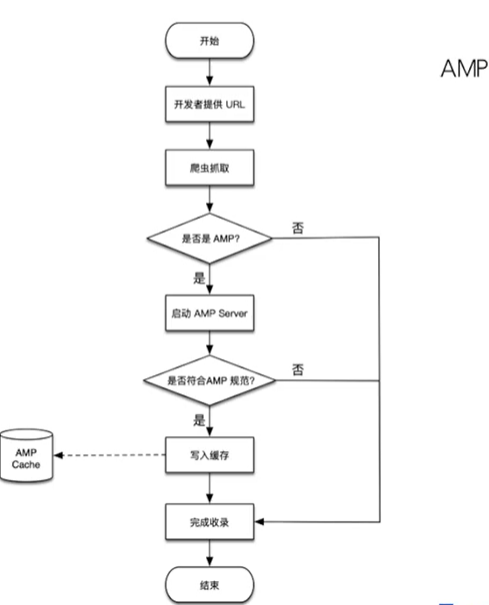 开始
AMP
开发者提供 URL
爬虫抓取
是否是 AMP?
否
是
启动 AMP Server
是否符合AMP 规范?
否
是
AMP
Cache
写入缓存
完成收录
结束